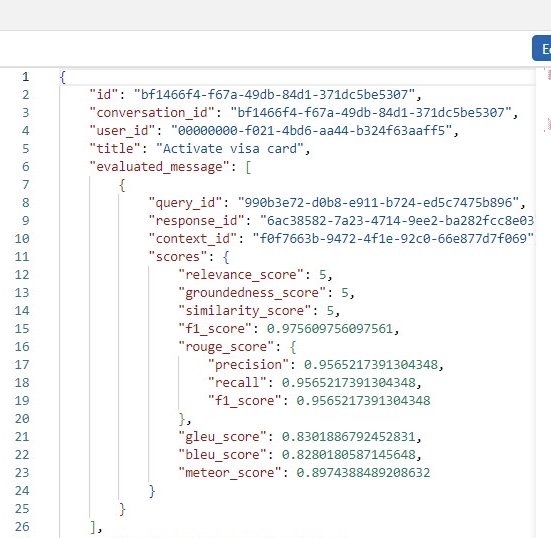 E
1 {
2 "id": "bf1466f4-f67a-49db-84d1-371dc5be5307",
3 "conversation_id": "bf1466f4-f67a-49db-84d1-371dc5be5307",
4 "user_id": "00000000-f021-4bd6-aa44-b324f63aaff5",
5 "title": "Activate visa card",
6 "evaluated_message": [
7 {
8 "query_id": "990b3e72-d0b8-e911-b724-ed5c7475b896",
9 "response_id": "6ac38582-7a23-4714-9ee2-ba282fcc8e03
10 "context_id": "f0f7663b-9472-4f1e-92c0-66e877d7f069"
11 "scores": {
12 "relevance_score": 5,
13 "groundedness_score": 5,
14 "similarity_score": 5,
15 "f1_score": 0.975609756097561,
16 "rouge_score": {
17 "precision": 0.9565217391304348,
18 "recall": 0.9565217391304348,
19 "f1_score": 0.9565217391304348
20 },
21 "gleu_score": 0.8301886792452831,
22 "bleu_score": 0.8280180587145648,
23 "meteor_score": 0.8974388489208632
24 }
25 }
26 ],